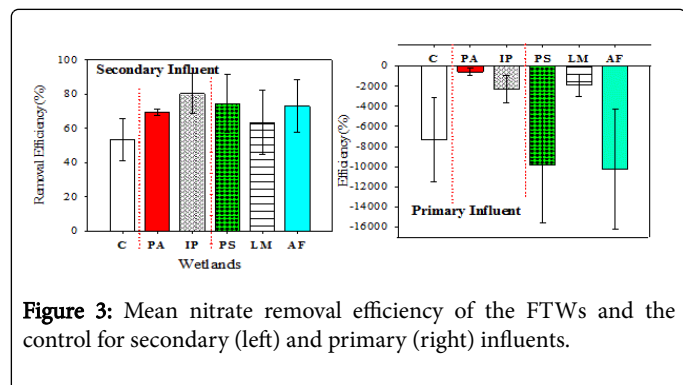 100
80
60
40
20
0
Removal Efficiency (%)
Secondary Influent
C PA IP PS LM AF
Wetlands
C PA IP PS LM AF
0
-2000
-4000
-6000
-8000
-10000
-12000
-14000
-16000
Efficiency (%)
Primary Influent
Figure 3: Mean nitrate removal efficiency of the FTWs and the
control for secondary (left) and primary (right) influents.